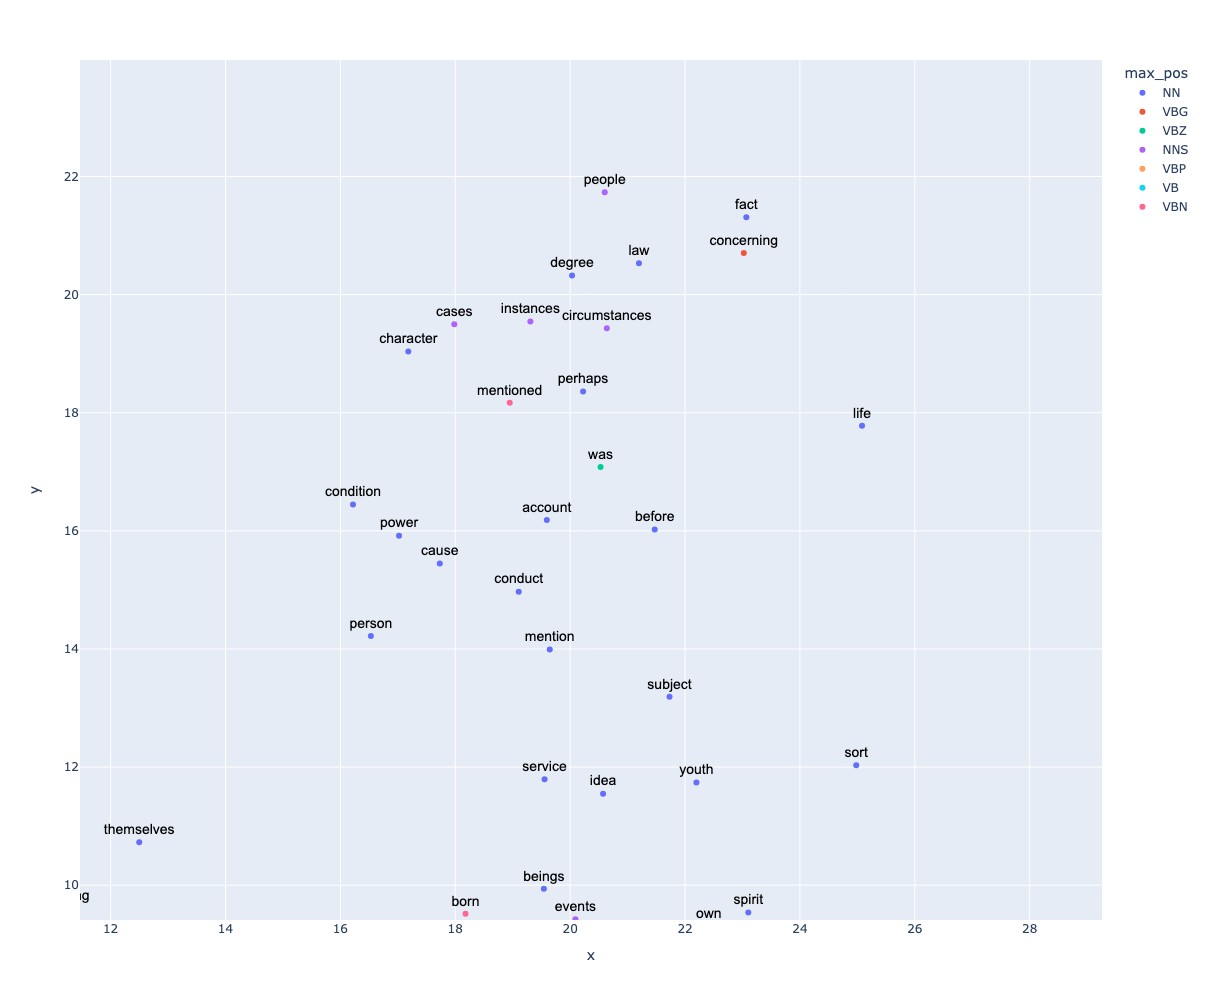 max_pos
NN
VBG
VBZ
NNS
VBP
VB
VBN
22
people
fact
concerning
law
degree
20
instances
cases
circumstances
character
perhaps
mentioned
18
life
was
condition
account
before
power
16
cause
conduct
person
mention
14
subject
sort
service
youth
12
idea
themselves
beings
10
spirit
born
events
own
12 14 16 18 20 22 24 26 28
x
y